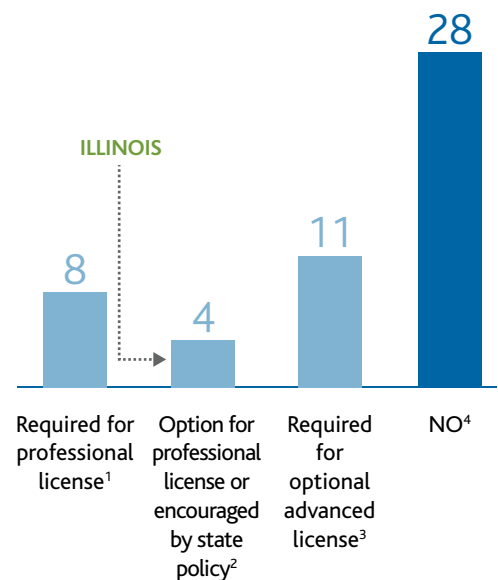 28
ILLINOIS
11
8
4
Required for
professional
license¹
Option for
professional
license or
encouraged
by state
policy²
Required
for
optional
advanced
license³
NO⁴